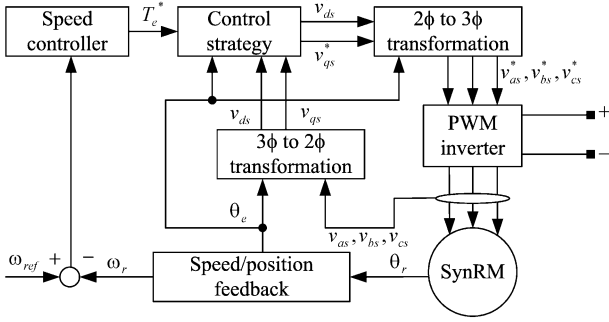 Speed
controller
T_e^*
Control
strategy
v_ds
v_qs^*
2ϕ to 3ϕ
transformation
v_as^*, v_bs^*, v_cs^*
PWM
inverter
+
−
v_ds
v_qs
3ϕ to 2ϕ
transformation
θ_e
v_as, v_bs, v_cs
ω_ref
+
−
ω_r
Speed/position
feedback
θ_r
SynRM